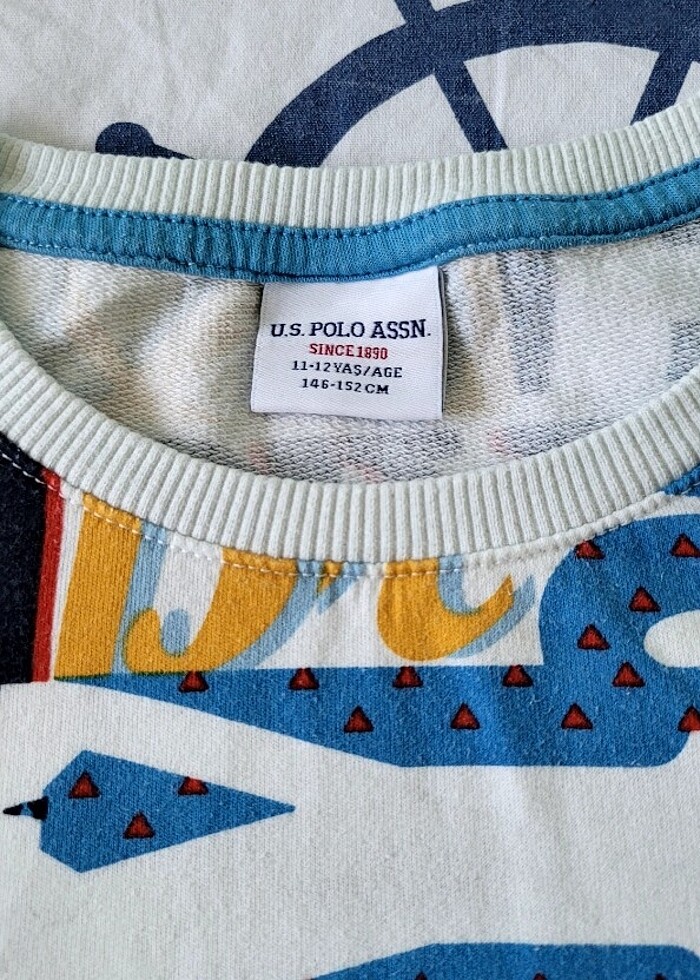 U.S. POLO ASSN.
SINCE 1890
11-12 YAŞ/AGE
146-152 CM